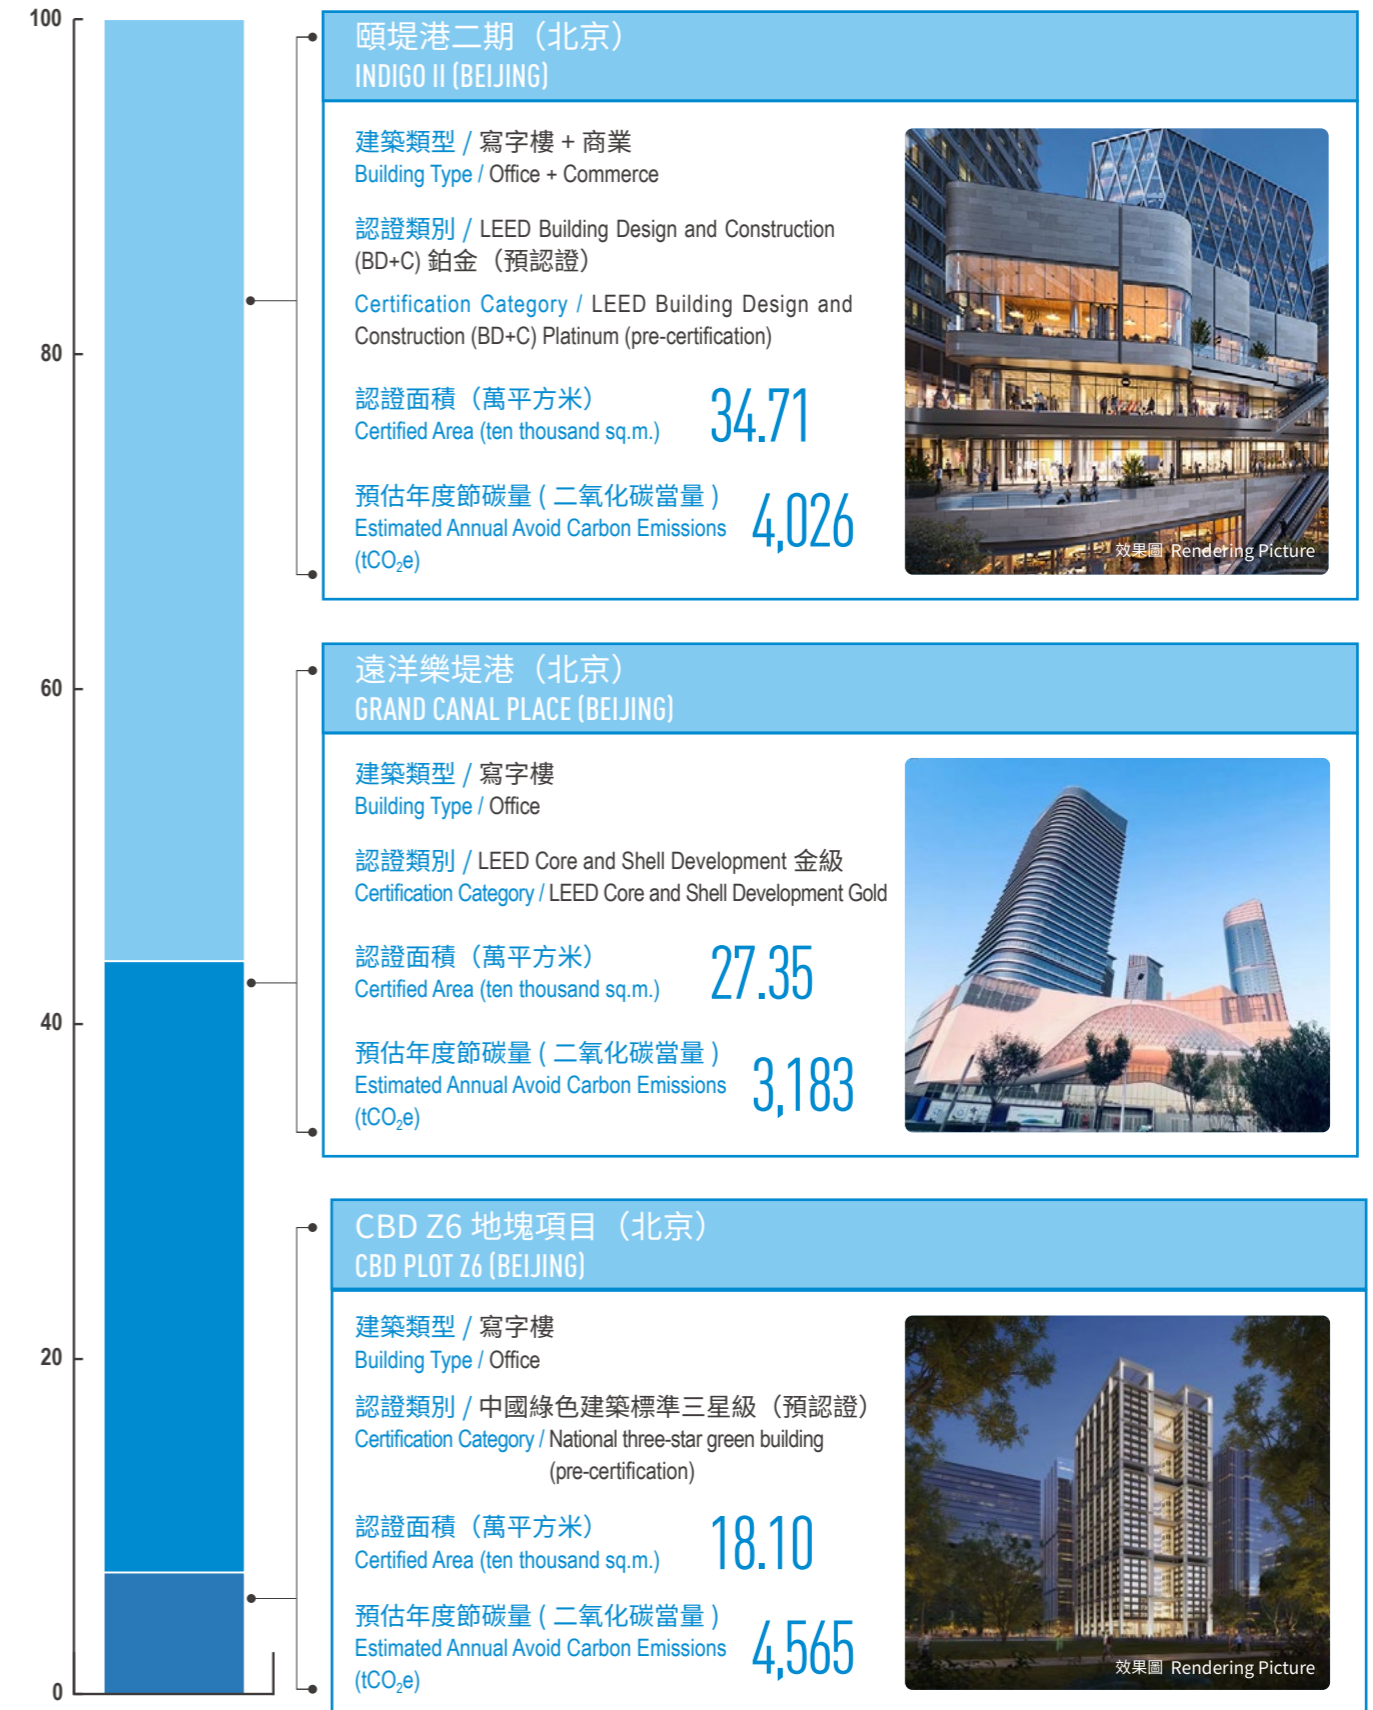 100
80
60
40
20
0
頤堤港二期（北京）
INDIGO II (BEIJING)
建築類型 / 寫字樓 + 商業
Building Type / Office + Commerce
認證類別 / LEED Building Design and Construction
(BD+C) 鉑金（預認證）
Certification Category / LEED Building Design and
Construction (BD+C) Platinum (pre-certification)
認證面積（萬平方米）
Certified Area (ten thousand sq.m.)
34.71
預估年度節碳量 ( 二氧化碳當量 )
Estimated Annual Avoid Carbon Emissions
(tCO₂e)
4,026
效果圖 Rendering Picture
遠洋樂堤港（北京）
GRAND CANAL PLACE (BEIJING)
建築類型 / 寫字樓
Building Type / Office
認證類別 / LEED Core and Shell Development 金級
Certification Category / LEED Core and Shell Development Gold
認證面積（萬平方米）
Certified Area (ten thousand sq.m.)
27.35
預估年度節碳量 ( 二氧化碳當量 )
Estimated Annual Avoid Carbon Emissions
(tCO₂e)
3,183
CBD Z6 地塊項目（北京）
CBD PLOT Z6 (BEIJING)
建築類型 / 寫字樓
Building Type / Office
認證類別 / 中國綠色建築標準三星級（預認證）
Certification Category / National three-star green building
(pre-certification)
認證面積（萬平方米）
Certified Area (ten thousand sq.m.)
18.10
預估年度節碳量 ( 二氧化碳當量 )
Estimated Annual Avoid Carbon Emissions
(tCO₂e)
4,565
效果圖 Rendering Picture